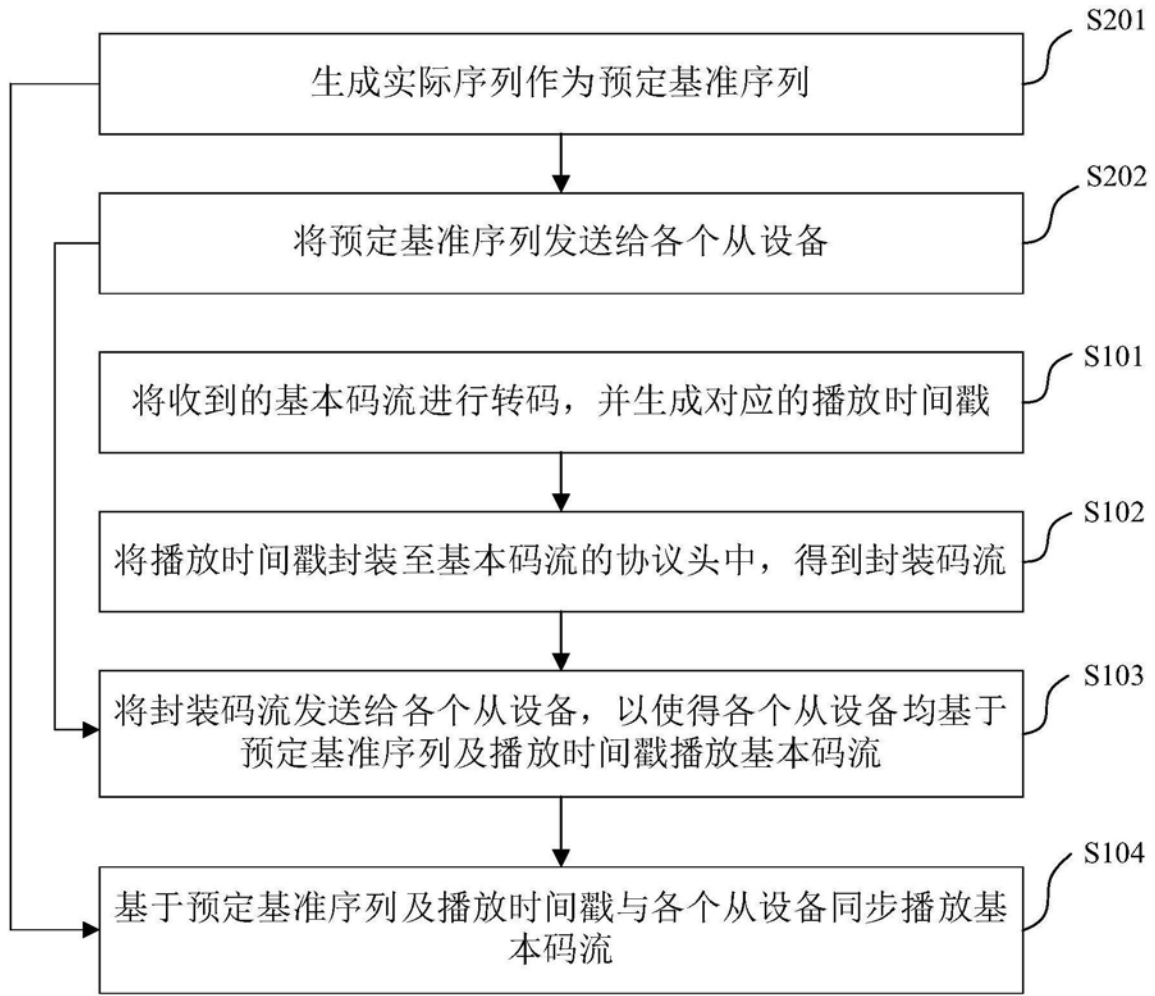 S201
生成实际序列作为预定基准序列
S202
将预定基准序列发送给各个从设备
S101
将收到的基本码流进行转码，并生成对应的播放时间戳
S102
将播放时间戳封装至基本码流的协议头中，得到封装码流
S103
将封装码流发送给各个从设备，以使得各个从设备均基于
预定基准序列及播放时间戳播放基本码流
S104
基于预定基准序列及播放时间戳与各个从设备同步播放基
本码流